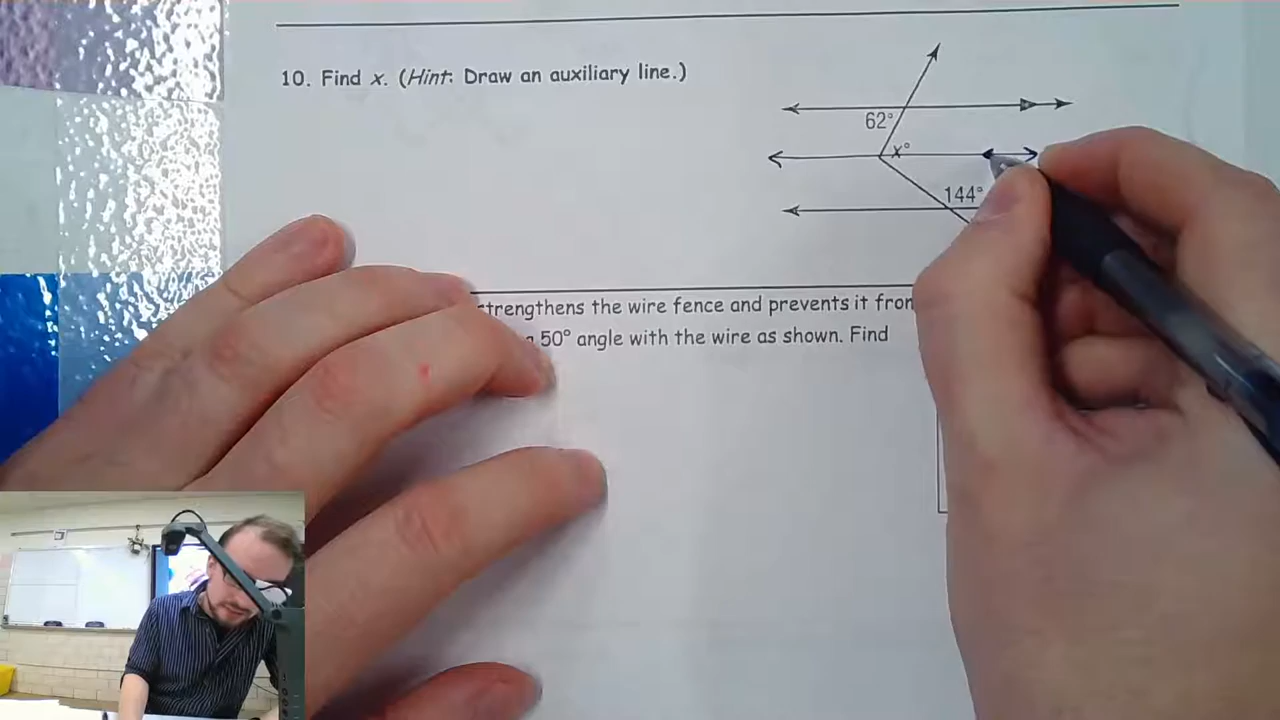 10. Find x. (Hint: Draw an auxiliary line.)
62°
x°
144°
strengthens the wire fence and prevents it from
50° angle with the wire as shown. Find